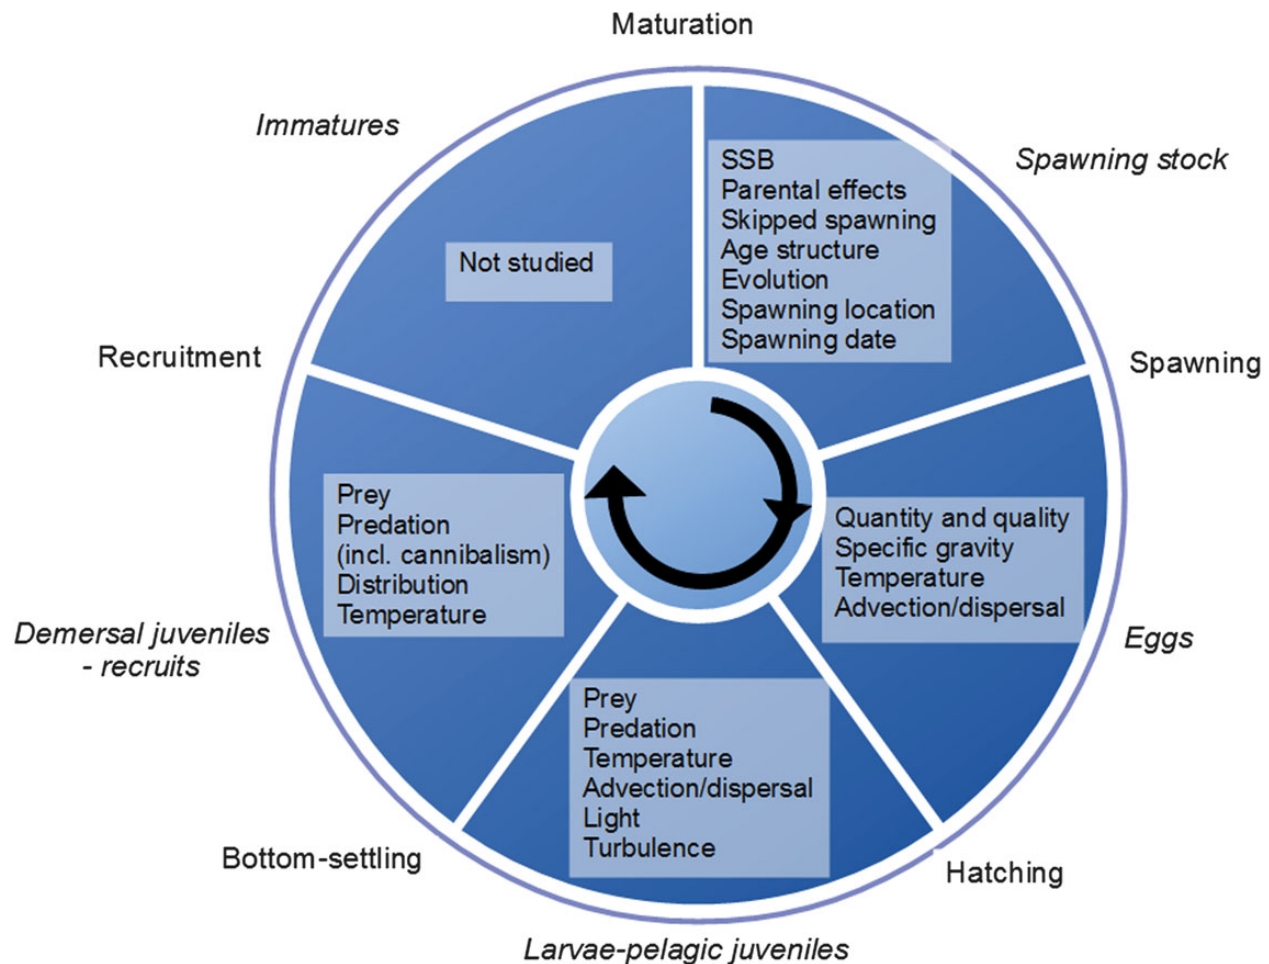 Maturation
Immatures
Spawning stock
SSB
Parental effects
Skipped spawning
Age structure
Evolution
Spawning location
Spawning date
Not studied
Recruitment
Spawning
Prey
Predation
(incl. cannibalism)
Distribution
Temperature
Quantity and quality
Specific gravity
Temperature
Advection/dispersal
Demersal juveniles
- recruits
Eggs
Prey
Predation
Temperature
Advection/dispersal
Light
Turbulence
Bottom-settling
Hatching
Larvae-pelagic juveniles